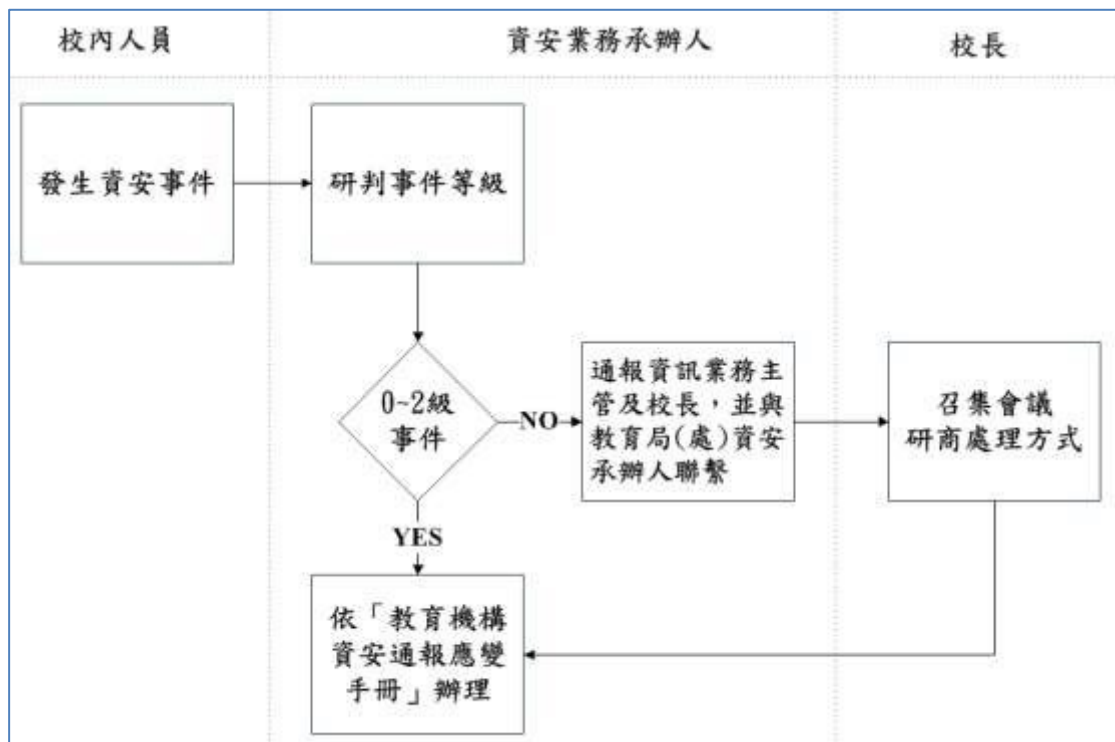 校內人員
資安業務承辦人
校長
發生資安事件
研判事件等級
0~2級
事件
NO
通報資訊業務主
管及校長，並與
教育局(處)資安
承辦人聯繫
召集會議
研商處理方式
YES
依「教育機構
資安通報應變
手冊」辦理